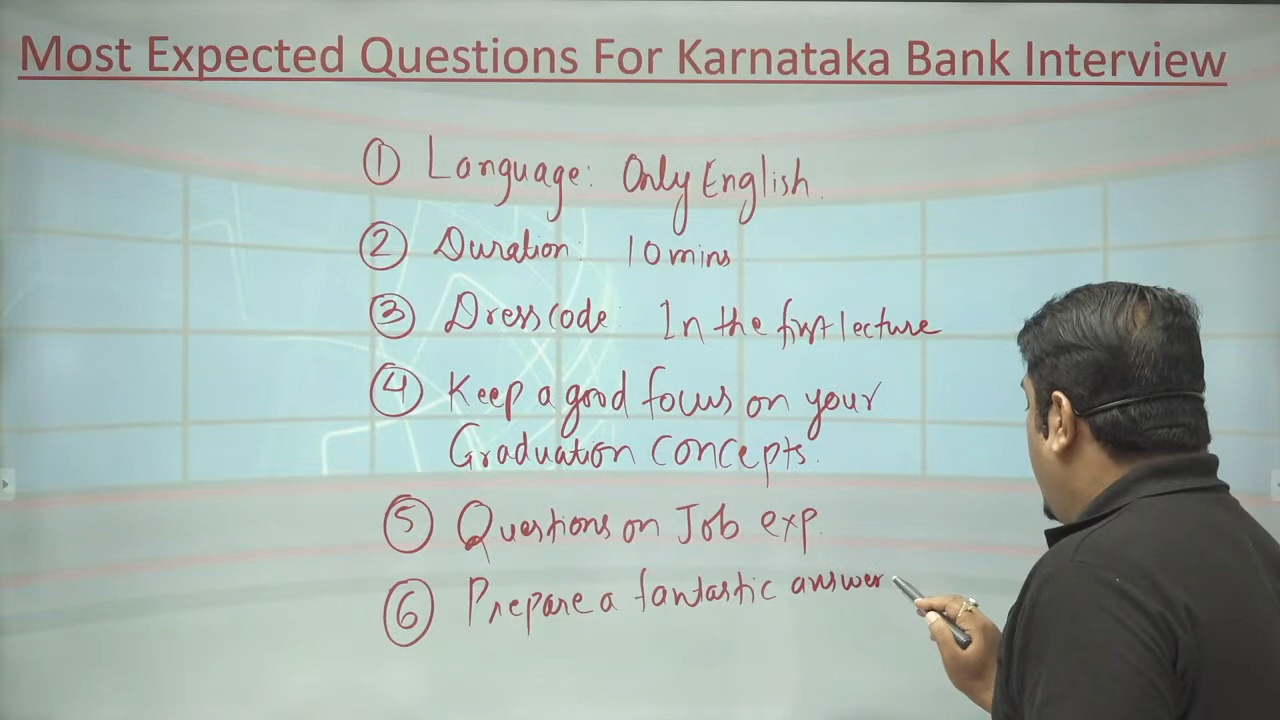 Most Expected Questions For Karnataka Bank Interview
① Language: Only English.
② Duration: 10 mins
③ Dress code: In the first lecture
④ Keep a good focus on your
Graduation concepts.
⑤ Questions on Job exp.
⑥ Prepare a fantastic answer